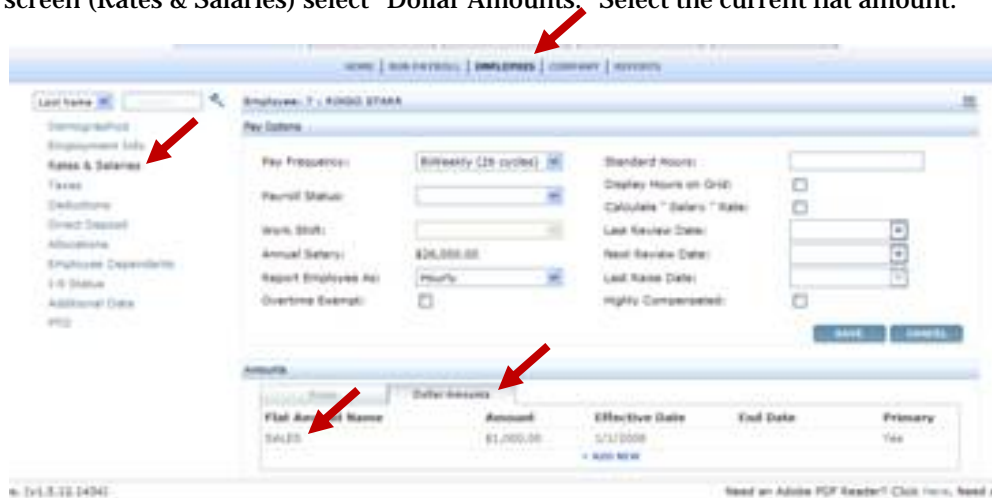 screen (Rates & Salaries) select "Dollar Amounts." Select the current flat amount.
HOME | RUN PAYROLL | EMPLOYEES | COMPANY | REPORTS
Last Name
Employee: 7 : RINGO STARR
Demographics
Pay Options
Employment Info
Rates & Salaries
Pay Frequency: BiWeekly (26 cycles) Standard Hours:
Taxes
Display Hours on Grid:
Deductions
Payroll Status: Calculate "Salary" Rate:
Direct Deposit
Work Shift: Last Review Date:
Allocations
Annual Salary: $26,000.00 Next Review Date:
Employee Dependents
Report Employee As: Hourly Last Raise Date:
I-9 Status
Overtime Exempt: Highly Compensated:
Additional Data
PTO
SAVE CANCEL
Amounts
Dollar Amounts
Flat Amount Name Amount Effective Date End Date Primary
SALES $1,000.00 1/1/2008 Yes
+ ADD NEW
Need an Adobe PDF Reader? Click here, Need